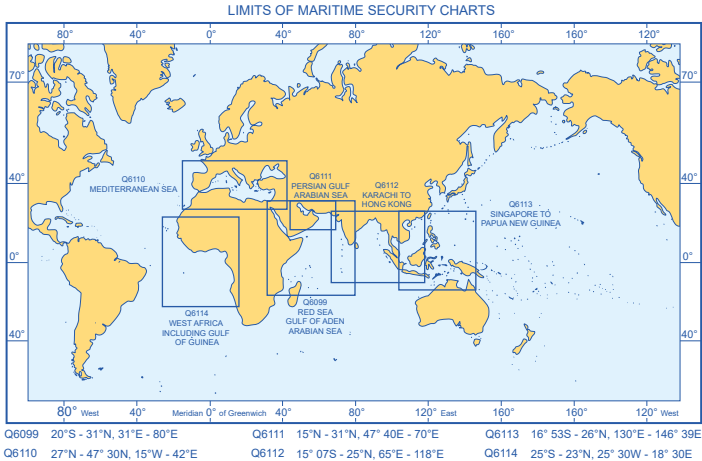 LIMITS OF MARITIME SECURITY CHARTS
80° 40° 0° 40° 80° 120° 160° 160° 120°
70° 70°
Q6110
MEDITERRANEAN SEA
Q6111
PERSIAN GULF
ARABIAN SEA
Q6112
KARACHI TO
HONG KONG
40° 40°
Q6113
SINGAPORE TO
PAPUA NEW GUINEA
0° 0°
Q6114
WEST AFRICA
INCLUDING GULF
OF GUINEA
Q6099
RED SEA
GULF OF ADEN
ARABIAN SEA
40° 40°
80° West 40° Meridian 0° of Greenwich 40° 80° 120° East 160° 160° 120° West
Q6099 20°S - 31°N, 31°E - 80°E Q6111 15°N - 31°N, 47° 40E - 70°E Q6113 16° 53S - 26°N, 130°E - 146° 39E
Q6110 27°N - 47° 30N, 15°W - 42°E Q6112 15° 07S - 25°N, 65°E - 118°E Q6114 25°S - 23°N, 25° 30W - 18° 30E